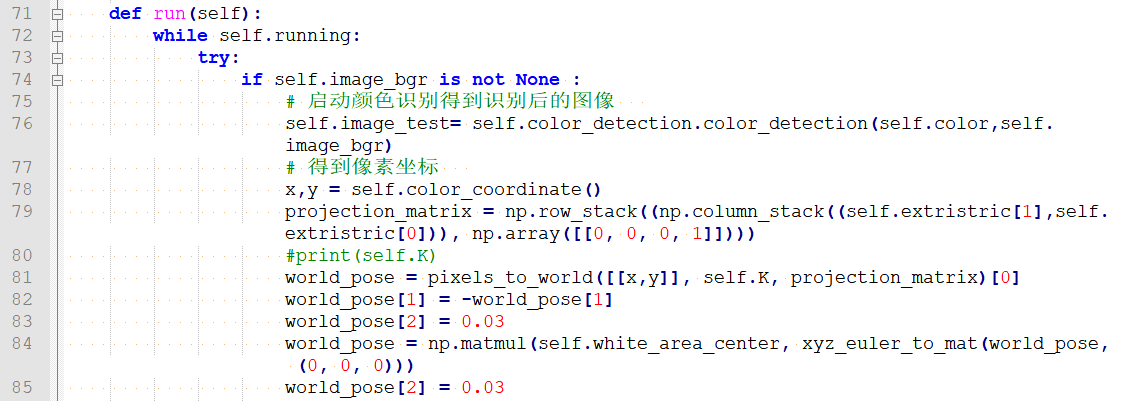 71 def run(self):
72 while self.running:
73 try:
74 if self.image_bgr is not None :
75 # 启动颜色识别得到识别后的图像
76 self.image_test= self.color_detection.color_detection(self.color,self.
image_bgr)
77 # 得到像素坐标
78 x,y = self.color_coordinate()
79 projection_matrix = np.row_stack((np.column_stack((self.extristric[1],self.
extristric[0])), np.array([[0, 0, 0, 1]])))
80 #print(self.K)
81 world_pose = pixels_to_world([[x,y]], self.K, projection_matrix)[0]
82 world_pose[1] = -world_pose[1]
83 world_pose[2] = 0.03
84 world_pose = np.matmul(self.white_area_center, xyz_euler_to_mat(world_pose,
(0, 0, 0)))
85 world_pose[2] = 0.03